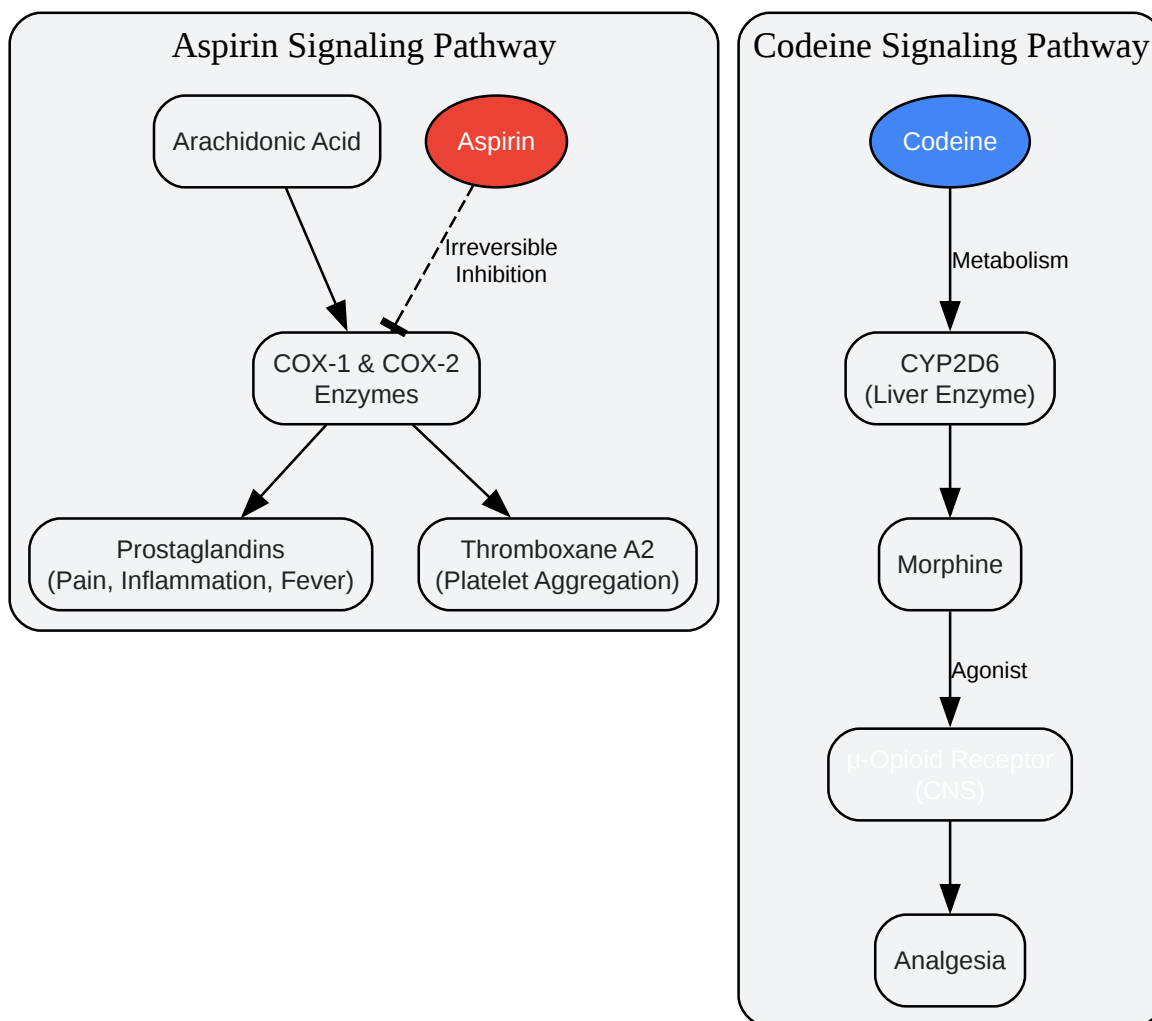 Aspirin Signaling Pathway
Arachidonic Acid
Aspirin
Irreversible
Inhibition
COX-1 & COX-2
Enzymes
Prostaglandins
(Pain, Inflammation, Fever)
Thromboxane A2
(Platelet Aggregation)
Codeine Signaling Pathway
Codeine
Metabolism
CYP2D6
(Liver Enzyme)
Morphine
Agonist
μ-Opioid Receptor
(CNS)
Analgesia